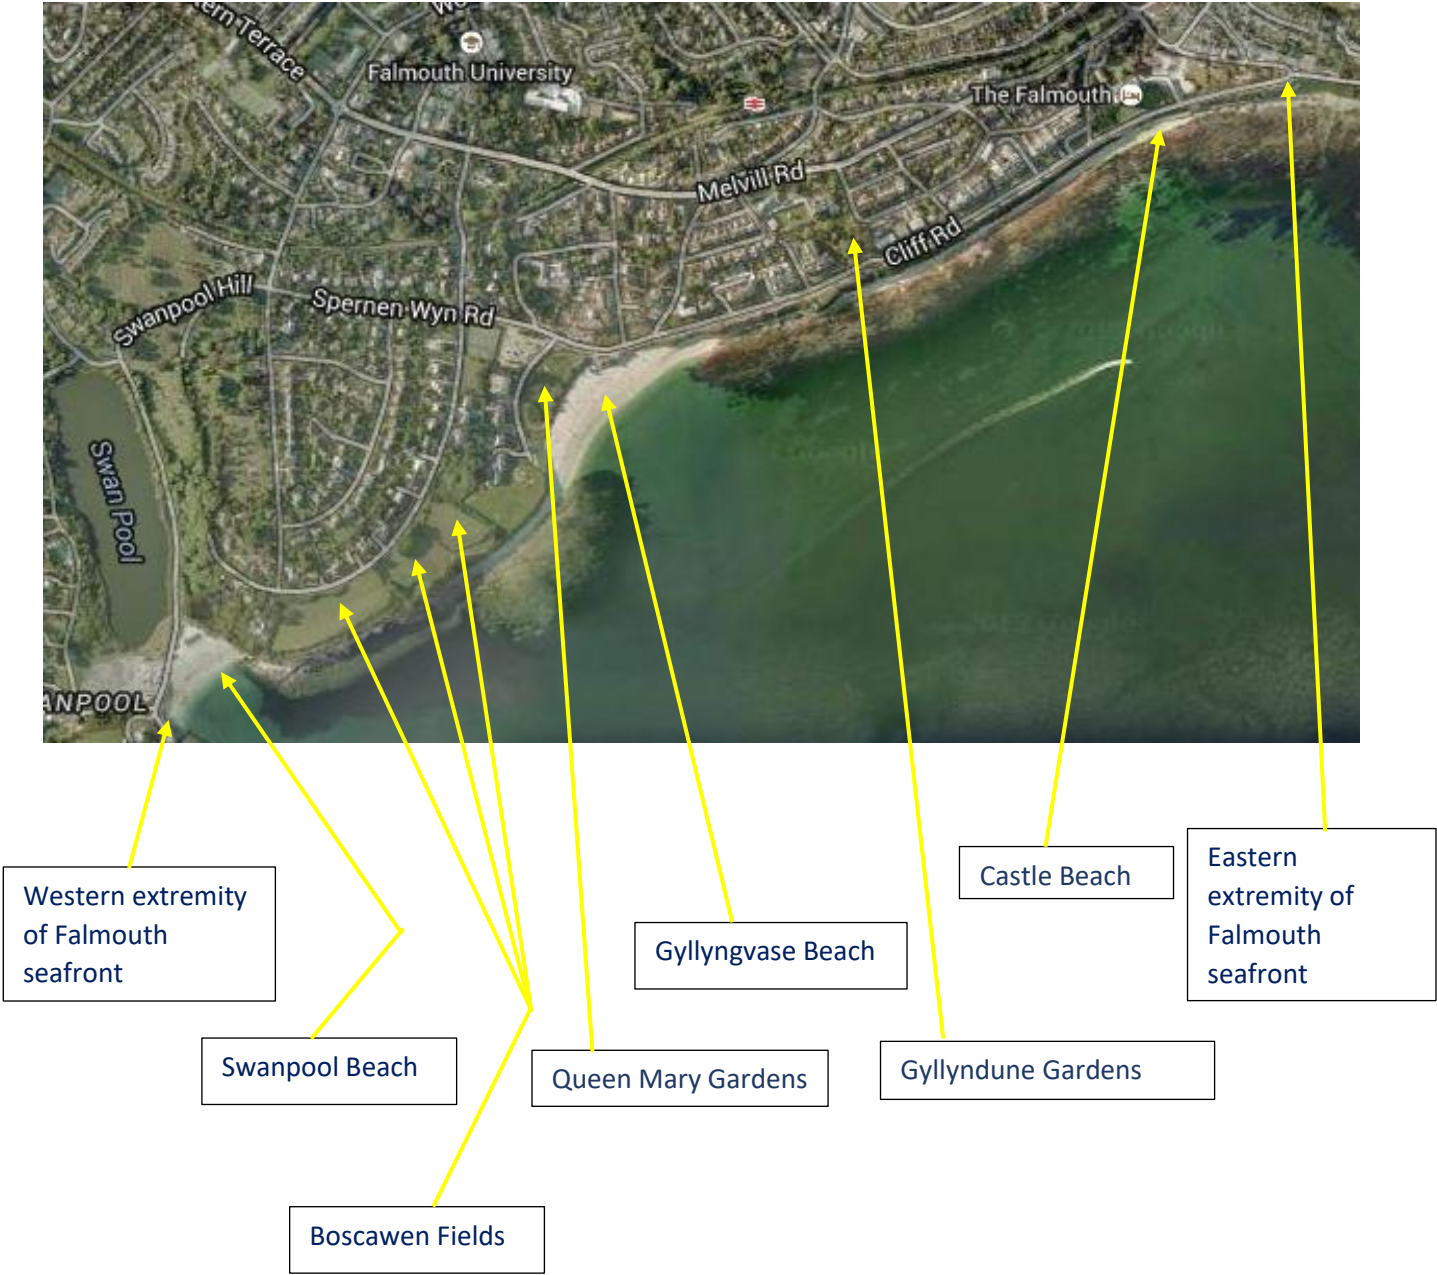 ern Terrace
Falmouth University
The Falmouth
Melvill Rd
Cliff Rd
Swanpool Hill
Spernen Wyn Rd
Swan Pool
ANPOOL
Western extremity
of Falmouth
seafront
Swanpool Beach
Boscawen Fields
Queen Mary Gardens
Gyllyngvase Beach
Gyllyndune Gardens
Castle Beach
Eastern
extremity of
Falmouth
seafront